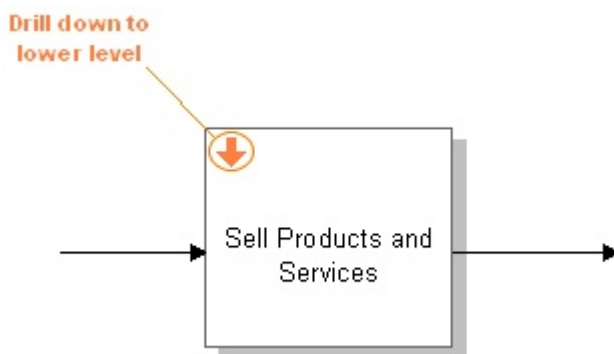 Drill down to
lower level
Sell Products and
Services